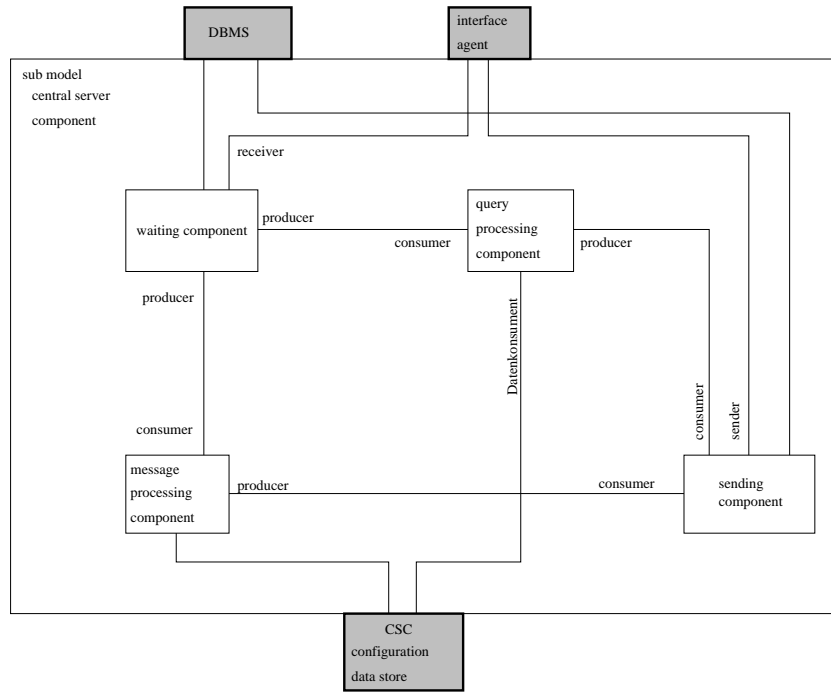 DBMS
interface
agent
sub model
central server
component
receiver
waiting component
producer
consumer
query
processing
component
producer
producer
Datenkonsument
consumer
sender
consumer
message
processing
component
producer
consumer
sending
component
CSC
configuration
data store